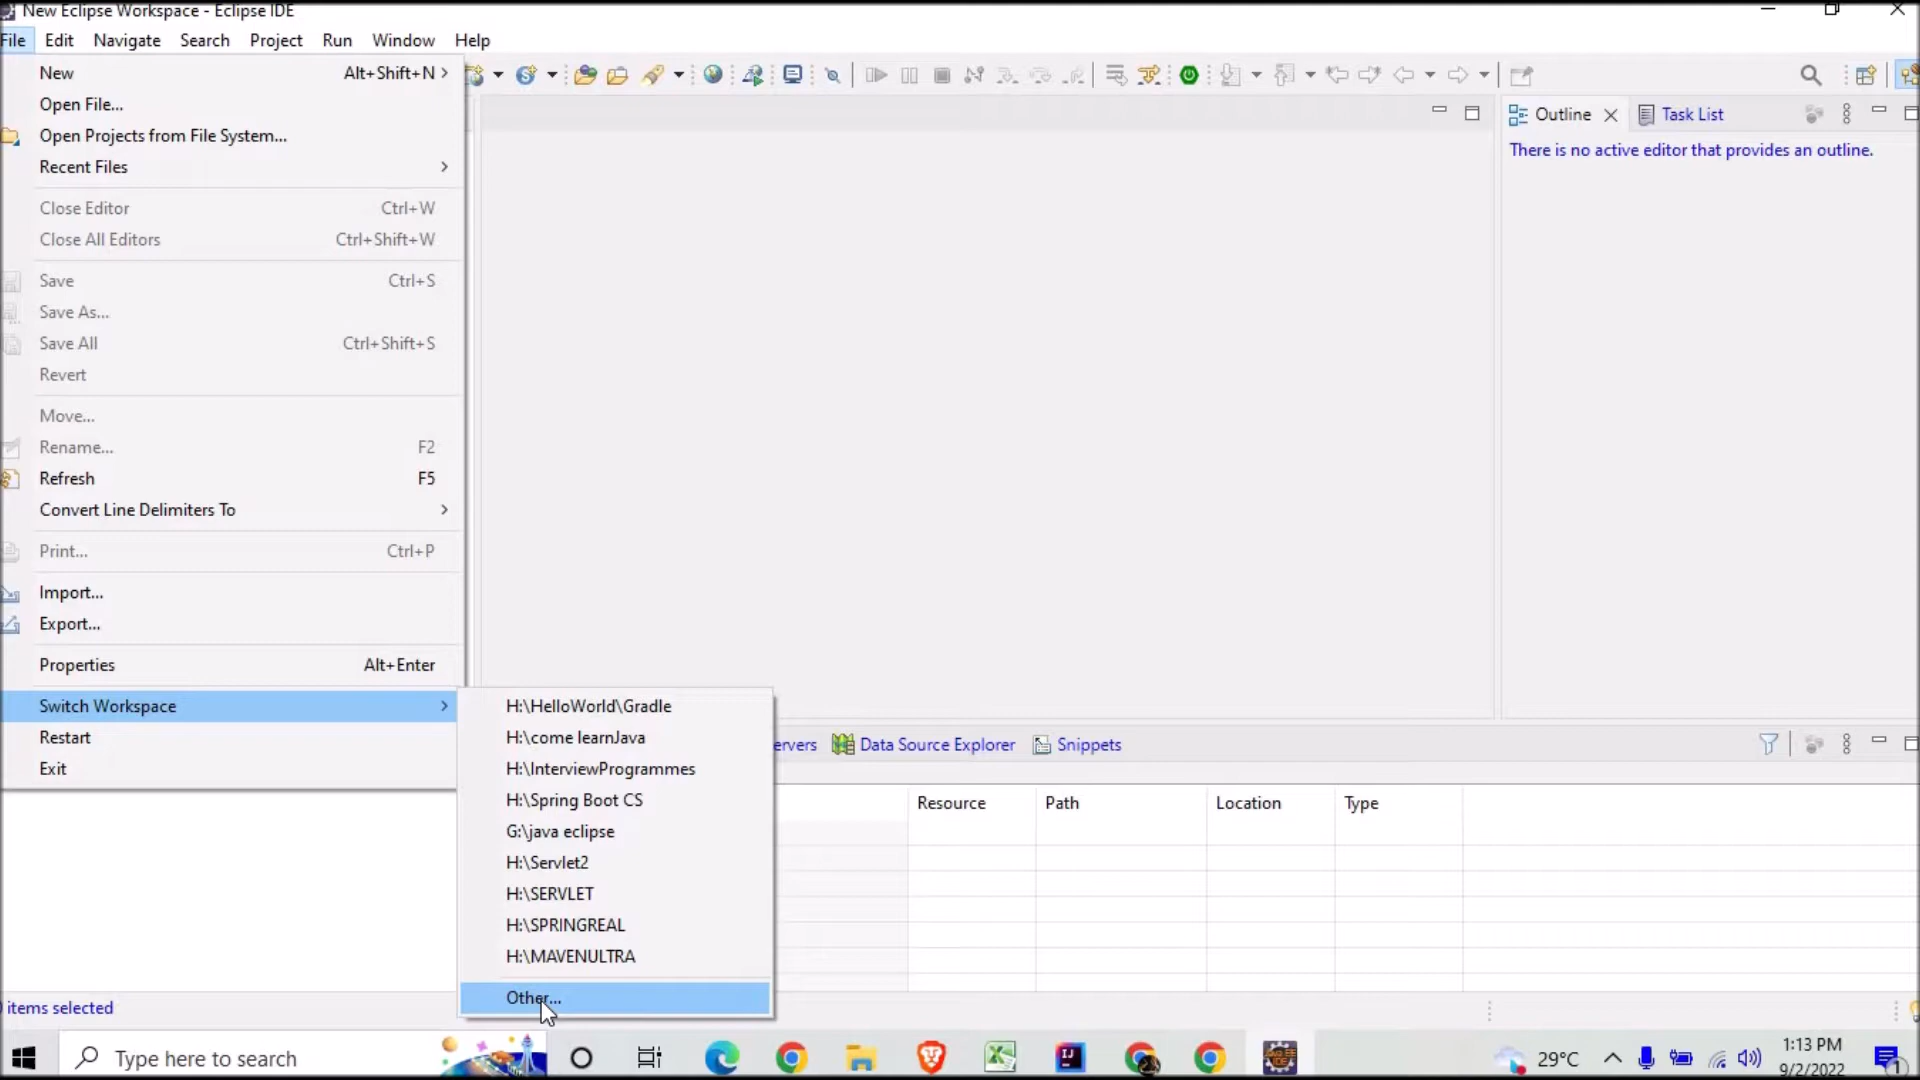 New Eclipse Workspace - Eclipse IDE
File Edit Navigate Search Project Run Window Help
New Alt+Shift+N
Open File...
Open Projects from File System...
Recent Files
Close Editor Ctrl+W
Close All Editors Ctrl+Shift+W
Save Ctrl+S
Save As...
Save All Ctrl+Shift+S
Revert
Move...
Rename... F2
Refresh F5
Convert Line Delimiters To
Print... Ctrl+P
Import...
Export...
Properties Alt+Enter
Switch Workspace
Restart
Exit
H:\HelloWorld\Gradle
H:\come learnJava
H:\InterviewProgrammes
H:\Spring Boot CS
G:\java eclipse
H:\Servlet2
H:\SERVLET
H:\SPRINGREAL
H:\MAVENULTRA
Other...
Outline Task List
There is no active editor that provides an outline.
ervers Data Source Explorer Snippets
Resource Path Location Type
items selected
Type here to search
29°C
1:13 PM
9/2/2022